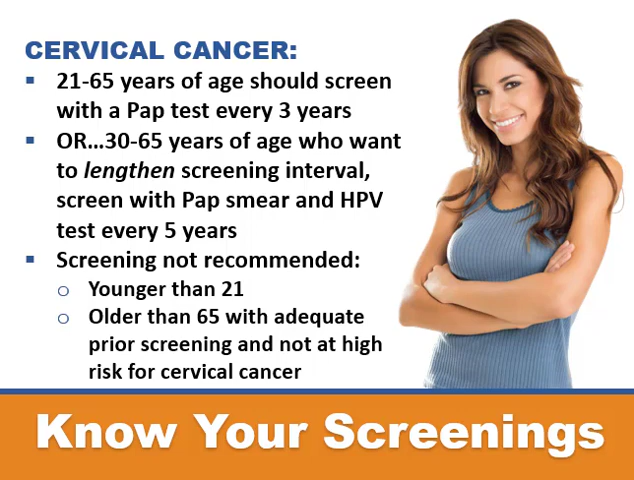 CERVICAL CANCER:
▪ 21-65 years of age should screen
with a Pap test every 3 years
▪ OR…30-65 years of age who want
to lengthen screening interval,
screen with Pap smear and HPV
test every 5 years
▪ Screening not recommended:
o Younger than 21
o Older than 65 with adequate
prior screening and not at high
risk for cervical cancer
Know Your Screenings